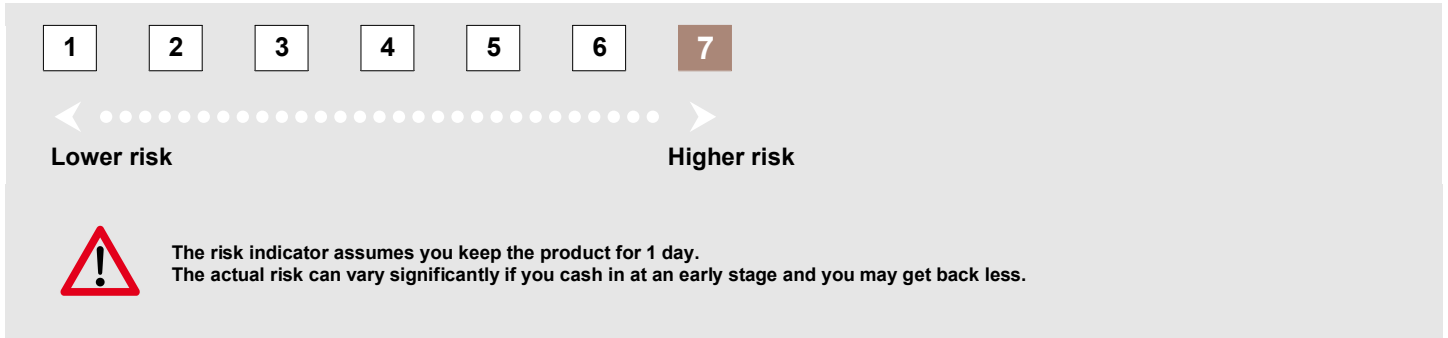 1 2 3 4 5 6 7
Lower risk Higher risk
!
The risk indicator assumes you keep the product for 1 day.
The actual risk can vary significantly if you cash in at an early stage and you may get back less.